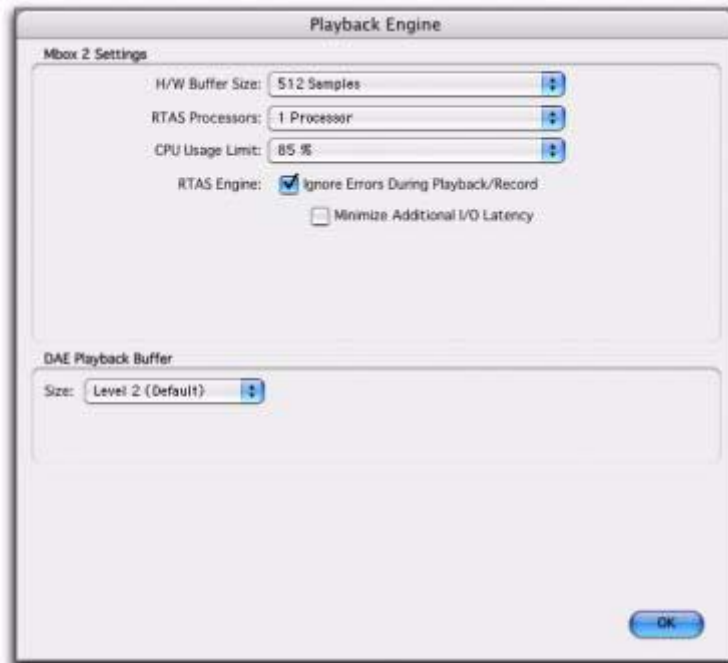 Playback Engine
Mbox 2 Settings
H/W Buffer Size: 512 Samples
RTAS Processors: 1 Processor
CPU Usage Limit: 85 %
RTAS Engine: Ignore Errors During Playback/Record
Minimize Additional I/O Latency
DAE Playback Buffer
Size: Level 2 (Default)
OK